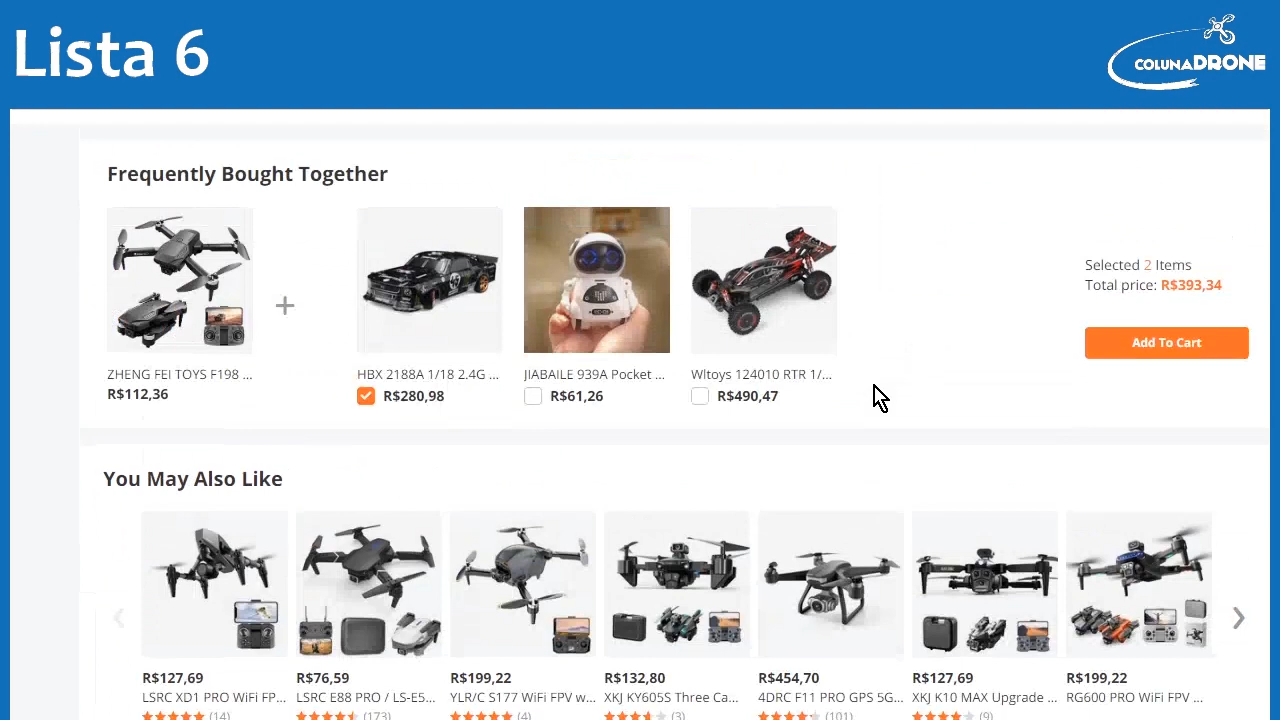 Lista 6
COLUNADRONE
Frequently Bought Together
ZHENG FEI TOYS F198 ...
R$112,36
+
HBX 2188A 1/18 2.4G ...
R$280,98
JIABAILE 939A Pocket ...
R$61,26
Wltoys 124010 RTR 1/...
R$490,47
Selected 2 Items
Total price: R$393,34
Add To Cart
You May Also Like
R$127,69
LSRC XD1 PRO WiFi FP...
(14)
R$76,59
LSRC E88 PRO / LS-E5...
(173)
R$199,22
YLR/C S177 WiFi FPV w...
(4)
R$132,80
XKJ KY605S Three Ca...
(3)
R$454,70
4DRC F11 PRO GPS 5G...
(101)
R$127,69
XKJ K10 MAX Upgrade ...
(9)
R$199,22
RG600 PRO WiFi FPV ...